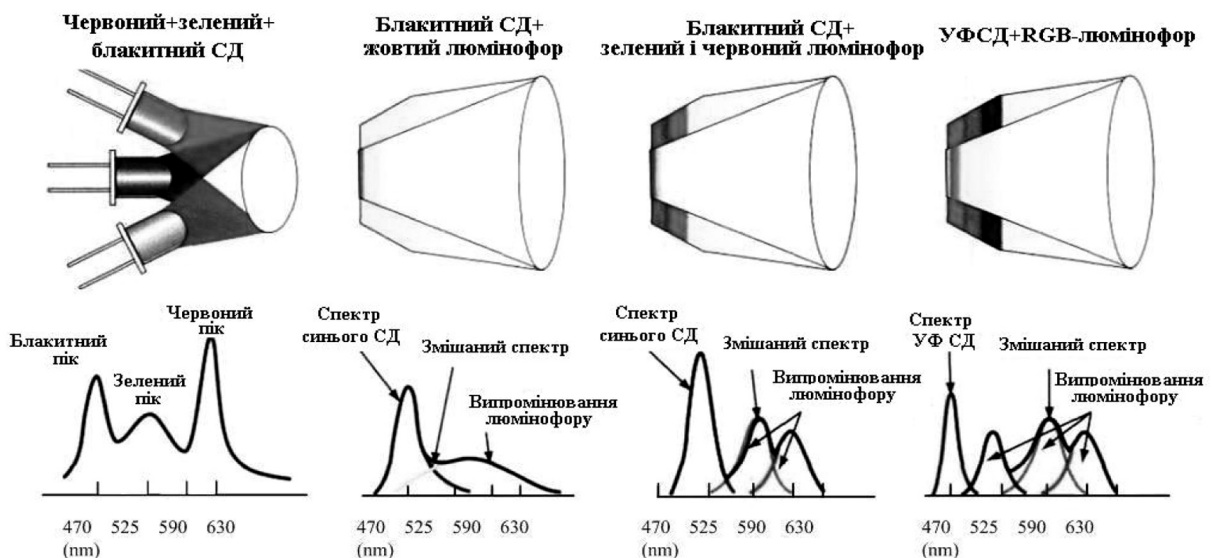 Червоний+зелений+
блакитний СД
Блакитний СД+
жовтий люмінофор
Блакитний СД+
зелений і червоний люмінофор
УФСД+RGB-люмінофор
Блакитний
пік
Зелений
пік
Червоний
пік
470 525 590 630
(nm)
Спектр
синього СД
Змішаний спектр
Випромінювання
люмінофору
470 525 590 630
(nm)
Спектр
синього СД
Змішаний спектр
Випромінювання
люмінофору
470 525 590 630
(nm)
Спектр
УФ СД
Змішаний спектр
Випромінювання
люмінофору
470 525 590 630
(nm)